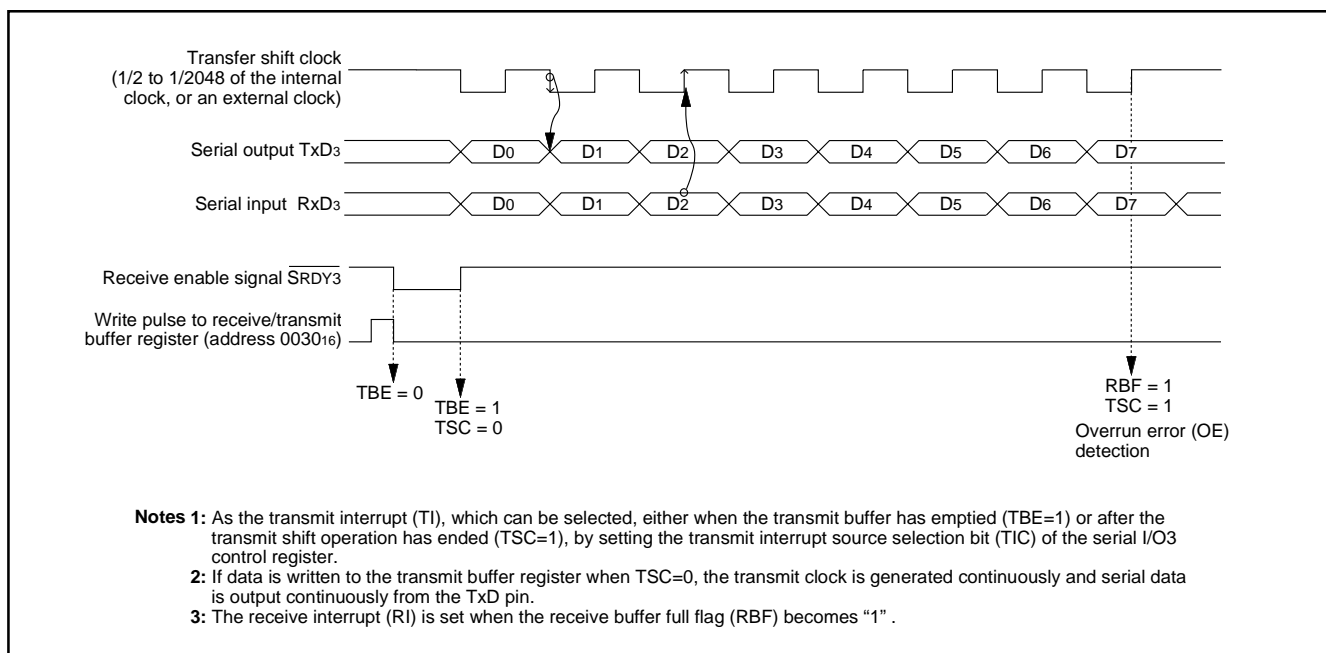 Transfer shift clock
(1/2 to 1/2048 of the internal
clock, or an external clock)
Serial output TxD3
D0 D1 D2 D3 D4 D5 D6 D7
Serial input RxD3
D0 D1 D2 D3 D4 D5 D6 D7
Receive enable signal S̅R̅D̅Y̅3̅
Write pulse to receive/transmit
buffer register (address 003016)
TBE = 0
TBE = 1
TSC = 0
RBF = 1
TSC = 1
Overrun error (OE)
detection
Notes 1: As the transmit interrupt (TI), which can be selected, either when the transmit buffer has emptied (TBE=1) or after the
transmit shift operation has ended (TSC=1), by setting the transmit interrupt source selection bit (TIC) of the serial I/O3
control register.
2: If data is written to the transmit buffer register when TSC=0, the transmit clock is generated continuously and serial data
is output continuously from the TxD pin.
3: The receive interrupt (RI) is set when the receive buffer full flag (RBF) becomes “1” .